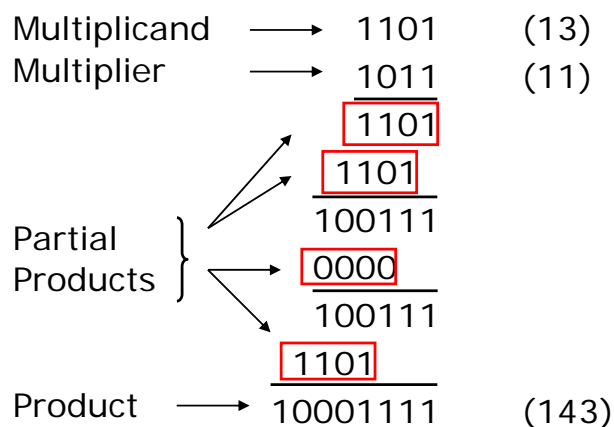 Multiplicand 1101 (13)
Multiplier 1011 (11)
1101
1101
100111
Partial
Products
0000
100111
1101
Product 10001111 (143)